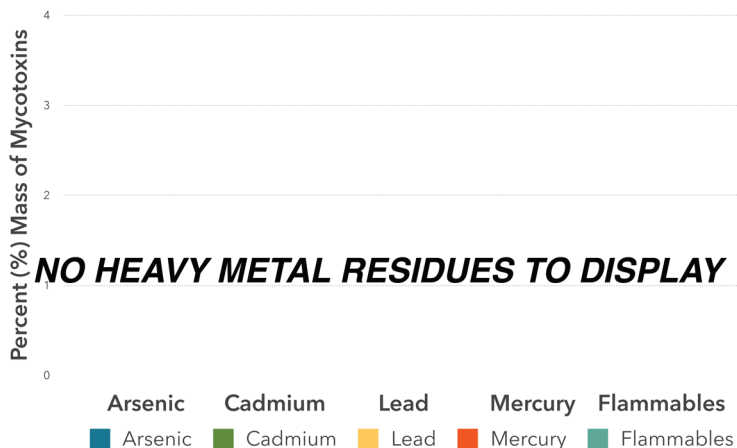 Percent (%) Mass of Mycotoxins
4
3
2
NO HEAVY METAL RESIDUES TO DISPLAY
1
0
Arsenic Cadmium Lead Mercury Flammables
Arsenic Cadmium Lead Mercury Flammables